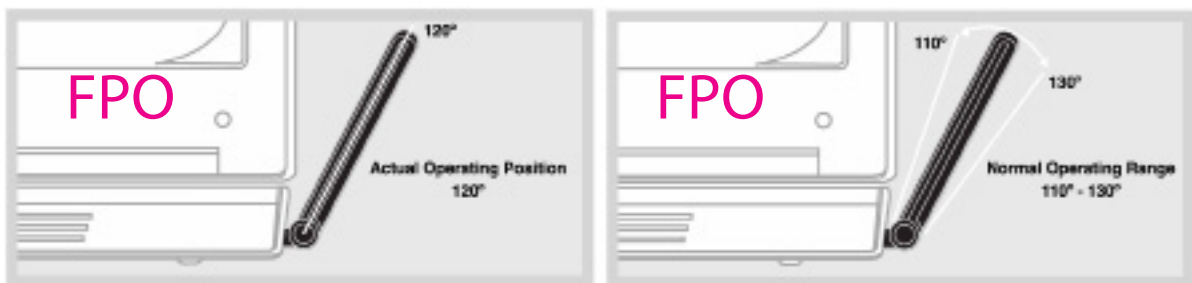 120°
FPO
Actual Operating Position
120°
110°
130°
FPO
Normal Operating Range
110° - 130°